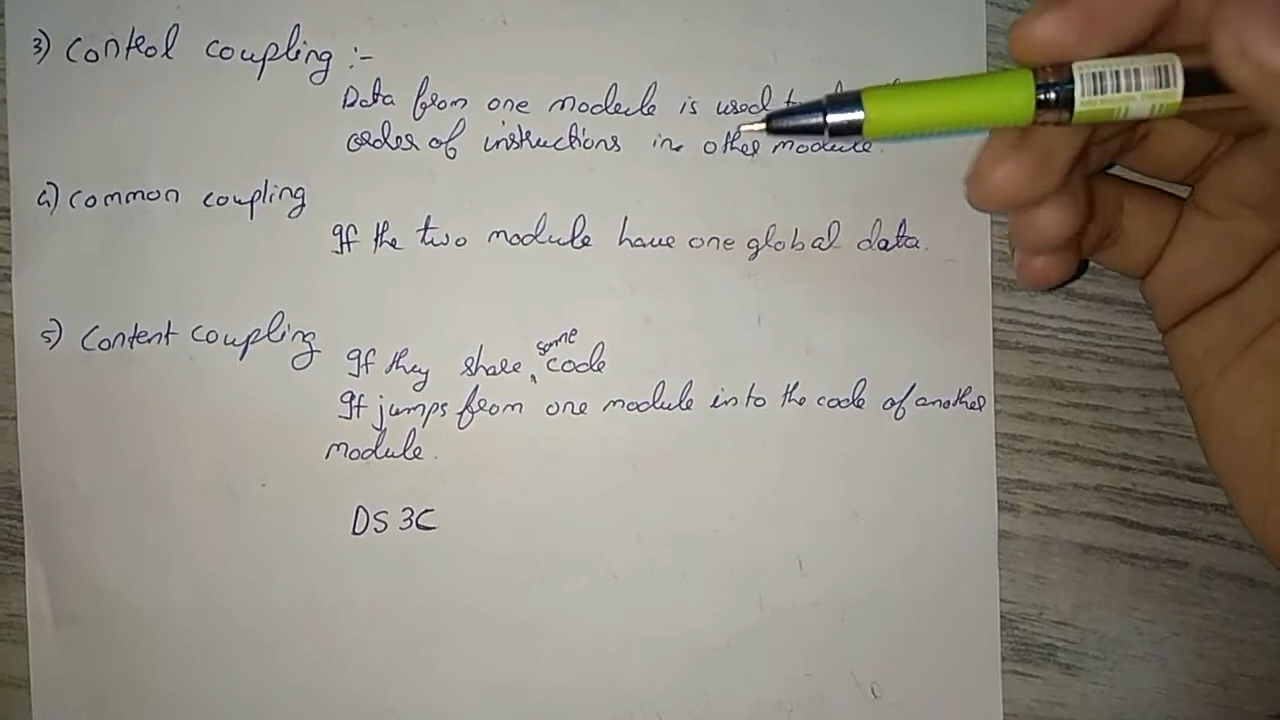 3) Control coupling :-
Data from one module is used to
order of instructions in other module.
4) Common coupling
If the two module have one global data.
5) Content coupling
If they share same code
If jumps from one module into the code of another
module.
DS 3C